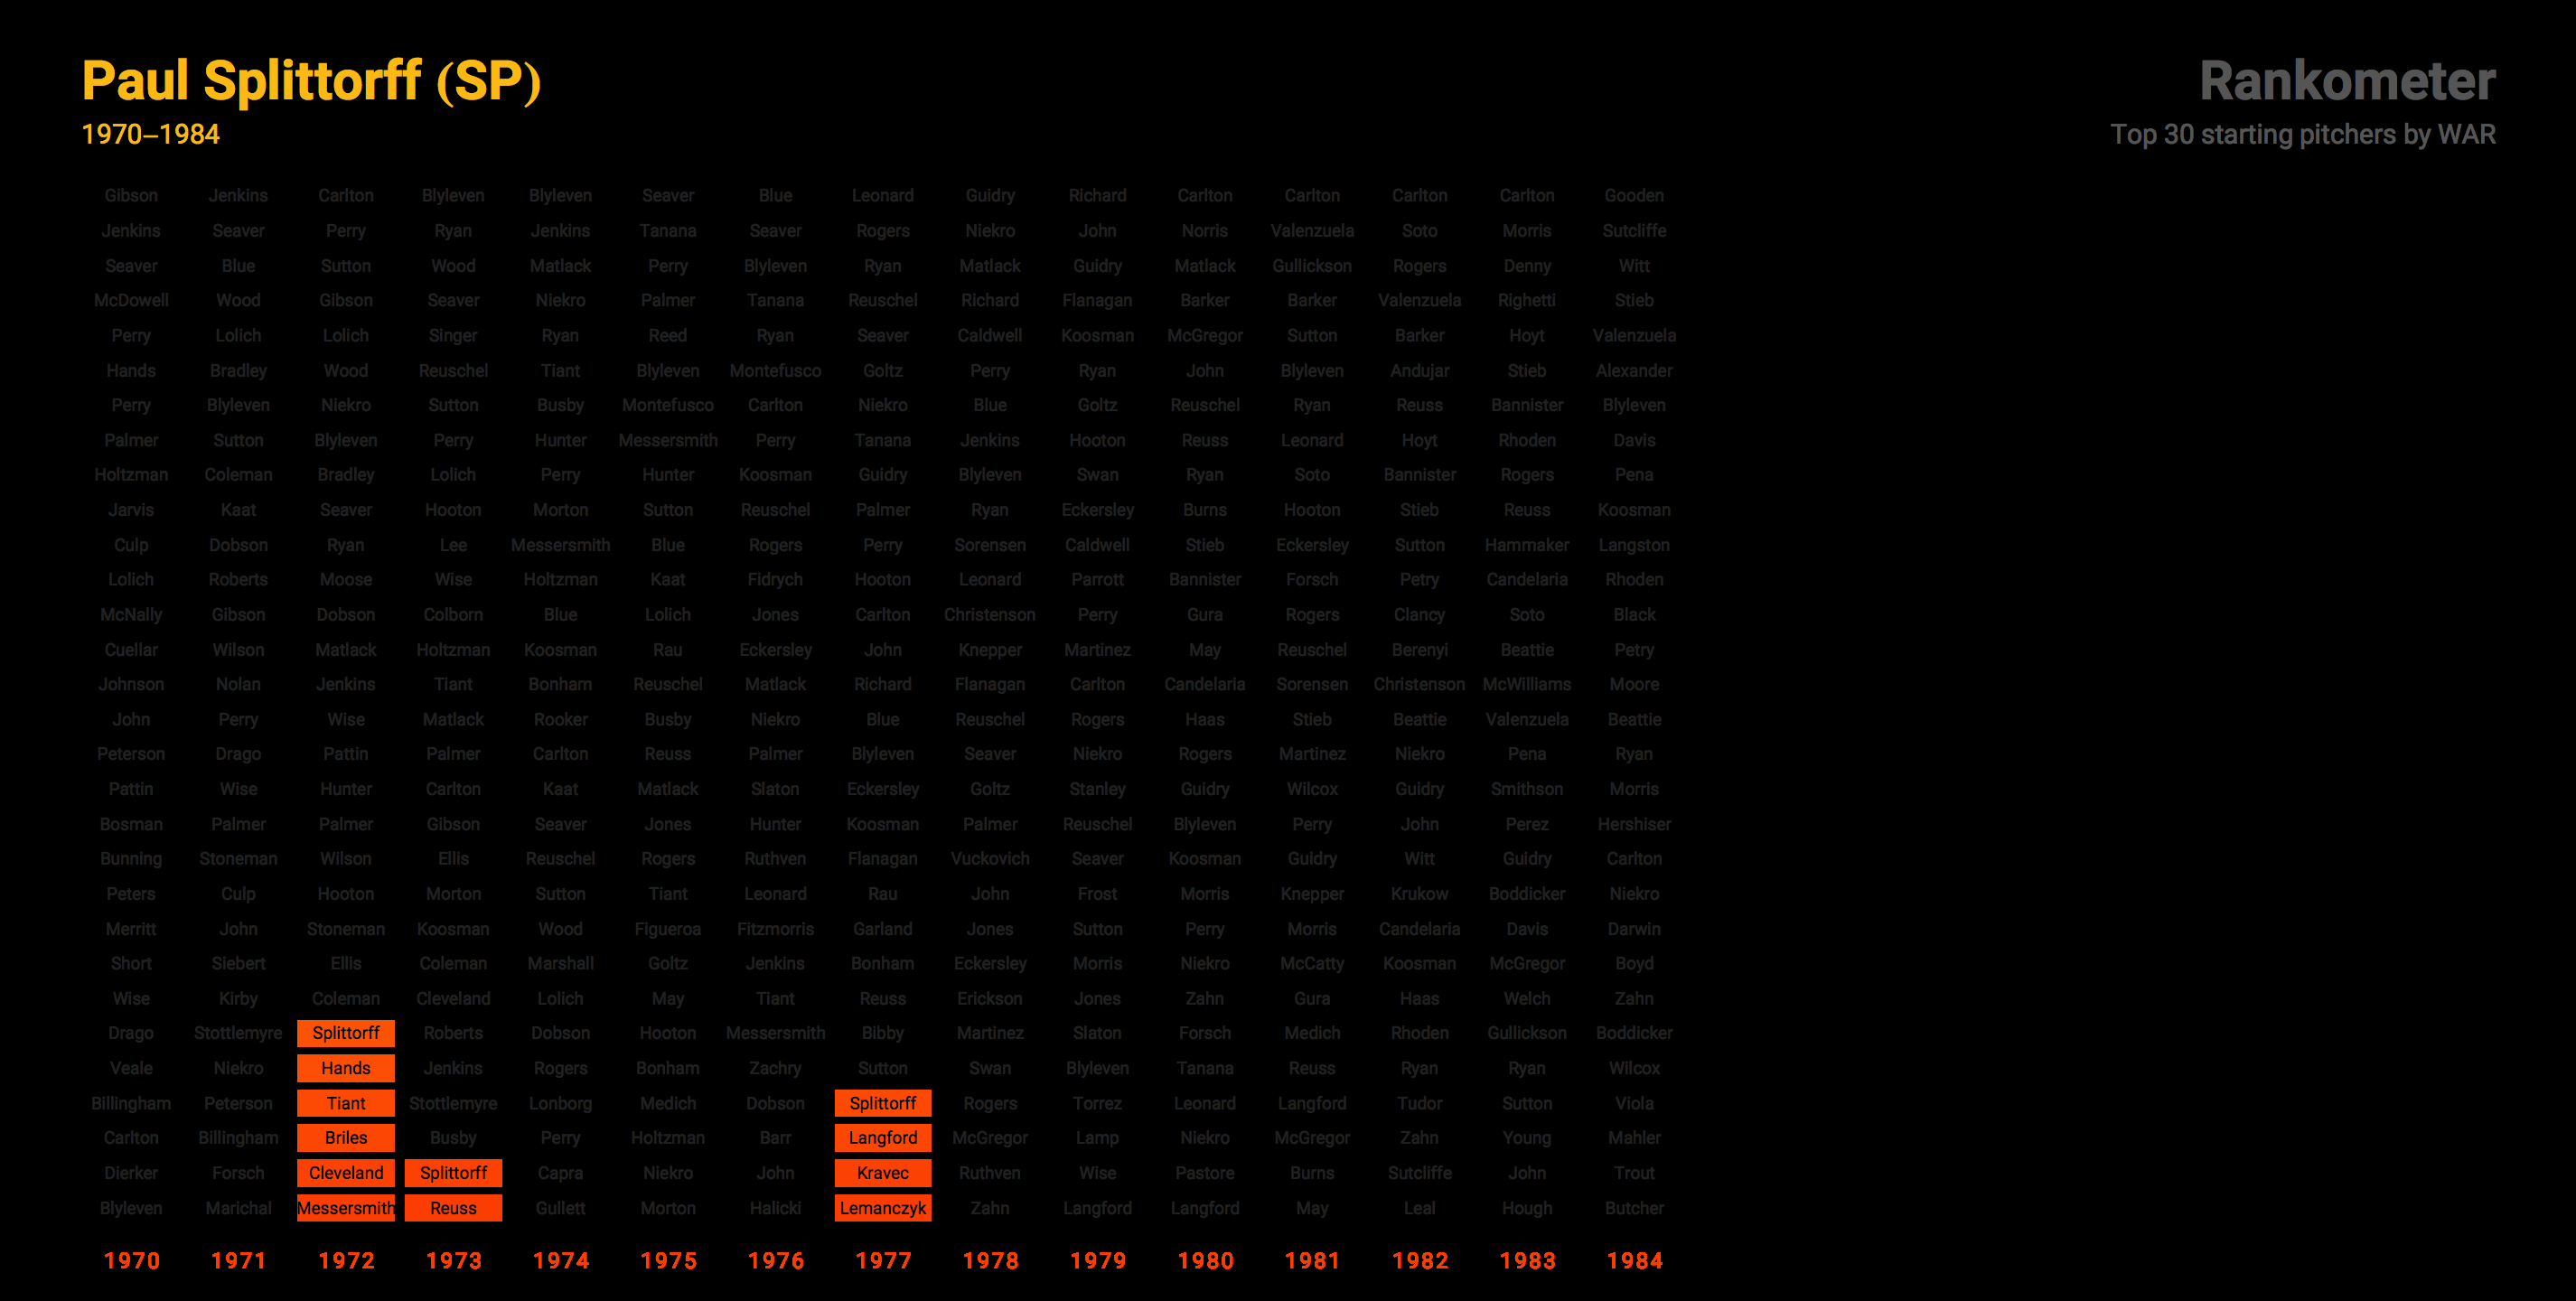 Paul Splittorff (SP)
Rankometer
1970–1984
Top 30 starting pitchers by WAR
Gibson Jenkins Carlton Blyleven Blyleven Seaver Blue Leonard Guidry Richard Carlton Carlton Carlton Carlton Gooden
Jenkins Seaver Perry Ryan Jenkins Tanana Seaver Rogers Niekro John Norris Valenzuela Soto Morris Sutcliffe
Seaver Blue Sutton Wood Matlack Perry Blyleven Ryan Matlack Guidry Matlack Gullickson Rogers Denny Witt
McDowell Wood Gibson Seaver Niekro Palmer Tanana Reuschel Richard Flanagan Barker Barker Valenzuela Righetti Stieb
Perry Lolich Lolich Singer Ryan Reed Ryan Seaver Caldwell Koosman McGregor Sutton Barker Hoyt Valenzuela
Hands Bradley Wood Reuschel Tiant Blyleven Montefusco Goltz Perry Ryan John Blyleven Andujar Stieb Alexander
Perry Blyleven Niekro Sutton Busby Montefusco Carlton Niekro Blue Goltz Reuschel Ryan Reuss Bannister Blyleven
Palmer Sutton Blyleven Perry Hunter Messersmith Perry Tanana Jenkins Hooton Reuss Leonard Hoyt Rhoden Davis
Holtzman Coleman Bradley Lolich Perry Hunter Koosman Guidry Blyleven Swan Ryan Soto Bannister Rogers Pena
Jarvis Kaat Seaver Hooton Morton Sutton Reuschel Palmer Ryan Eckersley Burns Hooton Stieb Reuss Koosman
Culp Dobson Ryan Lee Messersmith Blue Rogers Perry Sorensen Caldwell Stieb Eckersley Sutton Hammaker Langston
Lolich Roberts Moose Wise Holtzman Kaat Fidrych Hooton Leonard Parrott Bannister Forsch Petry Candelaria Rhoden
McNally Gibson Dobson Colborn Blue Lolich Jones Carlton Christenson Perry Gura Rogers Clancy Soto Black
Cuellar Wilson Matlack Holtzman Koosman Rau Eckersley John Knepper Martinez May Reuschel Berenyi Beattie Petry
Johnson Nolan Jenkins Tiant Bonham Reuschel Matlack Richard Flanagan Carlton Candelaria Sorensen Christenson McWilliams Moore
John Perry Wise Matlack Rooker Busby Niekro Blue Reuschel Rogers Haas Stieb Beattie Valenzuela Beattie
Peterson Drago Pattin Palmer Carlton Reuss Palmer Blyleven Seaver Niekro Rogers Martinez Niekro Pena Ryan
Pattin Wise Hunter Carlton Kaat Matlack Slaton Eckersley Goltz Stanley Guidry Wilcox Guidry Smithson Morris
Bosman Palmer Palmer Gibson Seaver Jones Hunter Koosman Palmer Reuschel Blyleven Perry John Perez Hershiser
Bunning Stoneman Wilson Ellis Reuschel Rogers Ruthven Flanagan Vuckovich Seaver Koosman Guidry Witt Guidry Carlton
Peters Culp Hooton Morton Sutton Tiant Leonard Rau John Frost Morris Knepper Krukow Boddicker Niekro
Merritt John Stoneman Koosman Wood Figueroa Fitzmorris Garland Jones Sutton Perry Morris Candelaria Davis Darwin
Short Siebert Ellis Coleman Marshall Goltz Jenkins Bonham Eckersley Morris Niekro McCatty Koosman McGregor Boyd
Wise Kirby Coleman Cleveland Lolich May Tiant Reuss Erickson Jones Zahn Gura Haas Welch Zahn
Drago Stottlemyre Splittorff Roberts Dobson Hooton Messersmith Bibby Martinez Slaton Forsch Medich Rhoden Gullickson Boddicker
Veale Niekro Hands Jenkins Rogers Bonham Zachry Sutton Swan Blyleven Tanana Reuss Ryan Ryan Wilcox
Billingham Peterson Tiant Stottlemyre Lonborg Medich Dobson Splittorff Rogers Torrez Leonard Langford Tudor Sutton Viola
Carlton Billingham Briles Busby Perry Holtzman Barr Langford McGregor Lamp Niekro McGregor Zahn Young Mahler
Dierker Forsch Cleveland Splittorff Capra Niekro John Kravec Ruthven Wise Pastore Burns Sutcliffe John Trout
Blyleven Marichal Messersmith Reuss Gullett Morton Halicki Lemanczyk Zahn Langford Langford May Leal Hough Butcher
1970 1971 1972 1973 1974 1975 1976 1977 1978 1979 1980 1981 1982 1983 1984